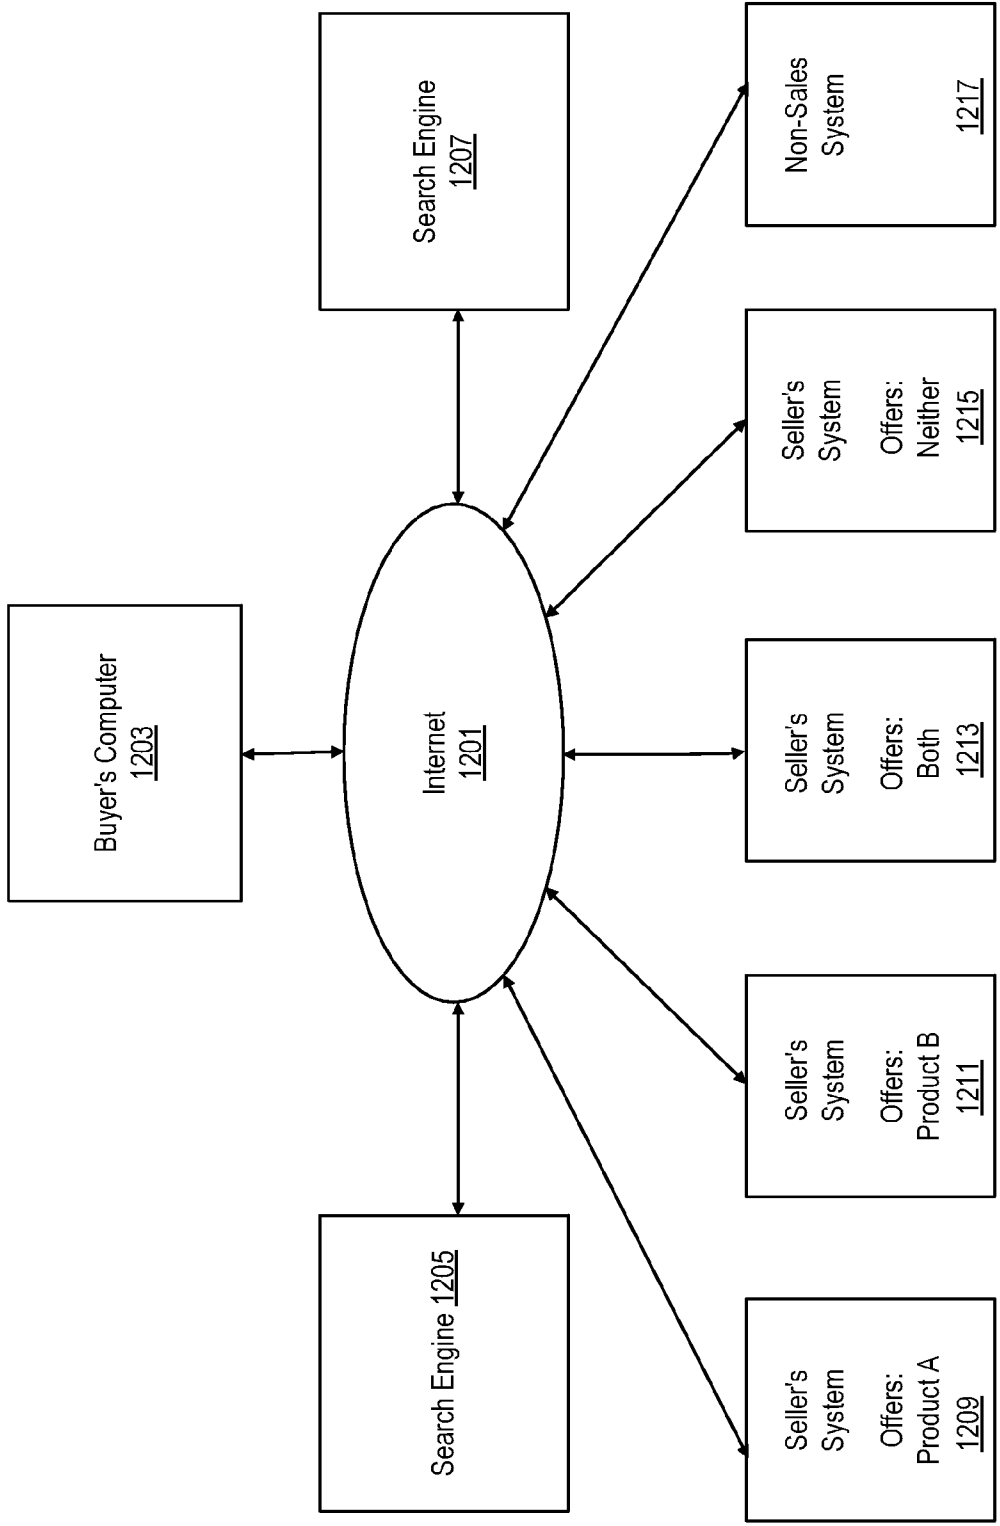 Buyer's Computer
1203
Search Engine 1205
Internet
1201
Search Engine
1207
Seller's
System
Offers:
Product A
1209
Seller's
System
Offers:
Product B
1211
Seller's
System
Offers:
Both
1213
Seller's
System
Offers:
Neither
1215
Non-Sales
System
1217